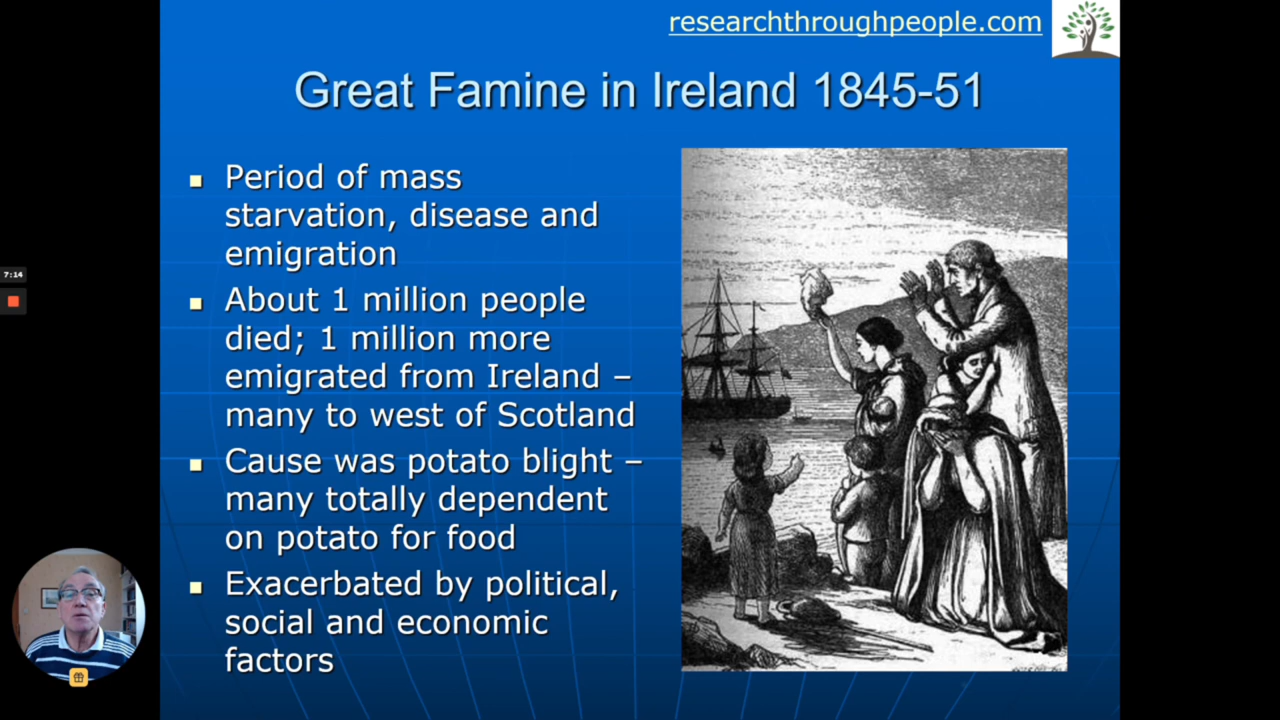 researchthroughpeople.com
Great Famine in Ireland 1845-51
Period of mass
starvation, disease and
emigration
About 1 million people
died; 1 million more
emigrated from Ireland –
many to west of Scotland
Cause was potato blight –
many totally dependent
on potato for food
Exacerbated by political,
social and economic
factors
7:14